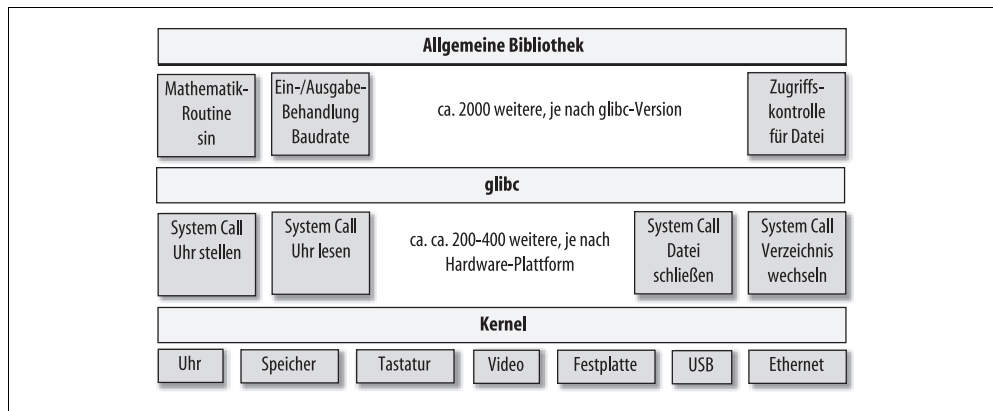 Allgemeine Bibliothek
Mathematik-
Routine
sin
Ein-/Ausgabe-
Behandlung
Baudrate
ca. 2000 weitere, je nach glibc-Version
Zugriffs-
kontrolle
für Datei
glibc
System Call
Uhr stellen
System Call
Uhr lesen
ca. ca. 200-400 weitere, je nach
Hardware-Plattform
System Call
Datei
schließen
System Call
Verzeichnis
wechseln
Kernel
Uhr
Speicher
Tastatur
Video
Festplatte
USB
Ethernet